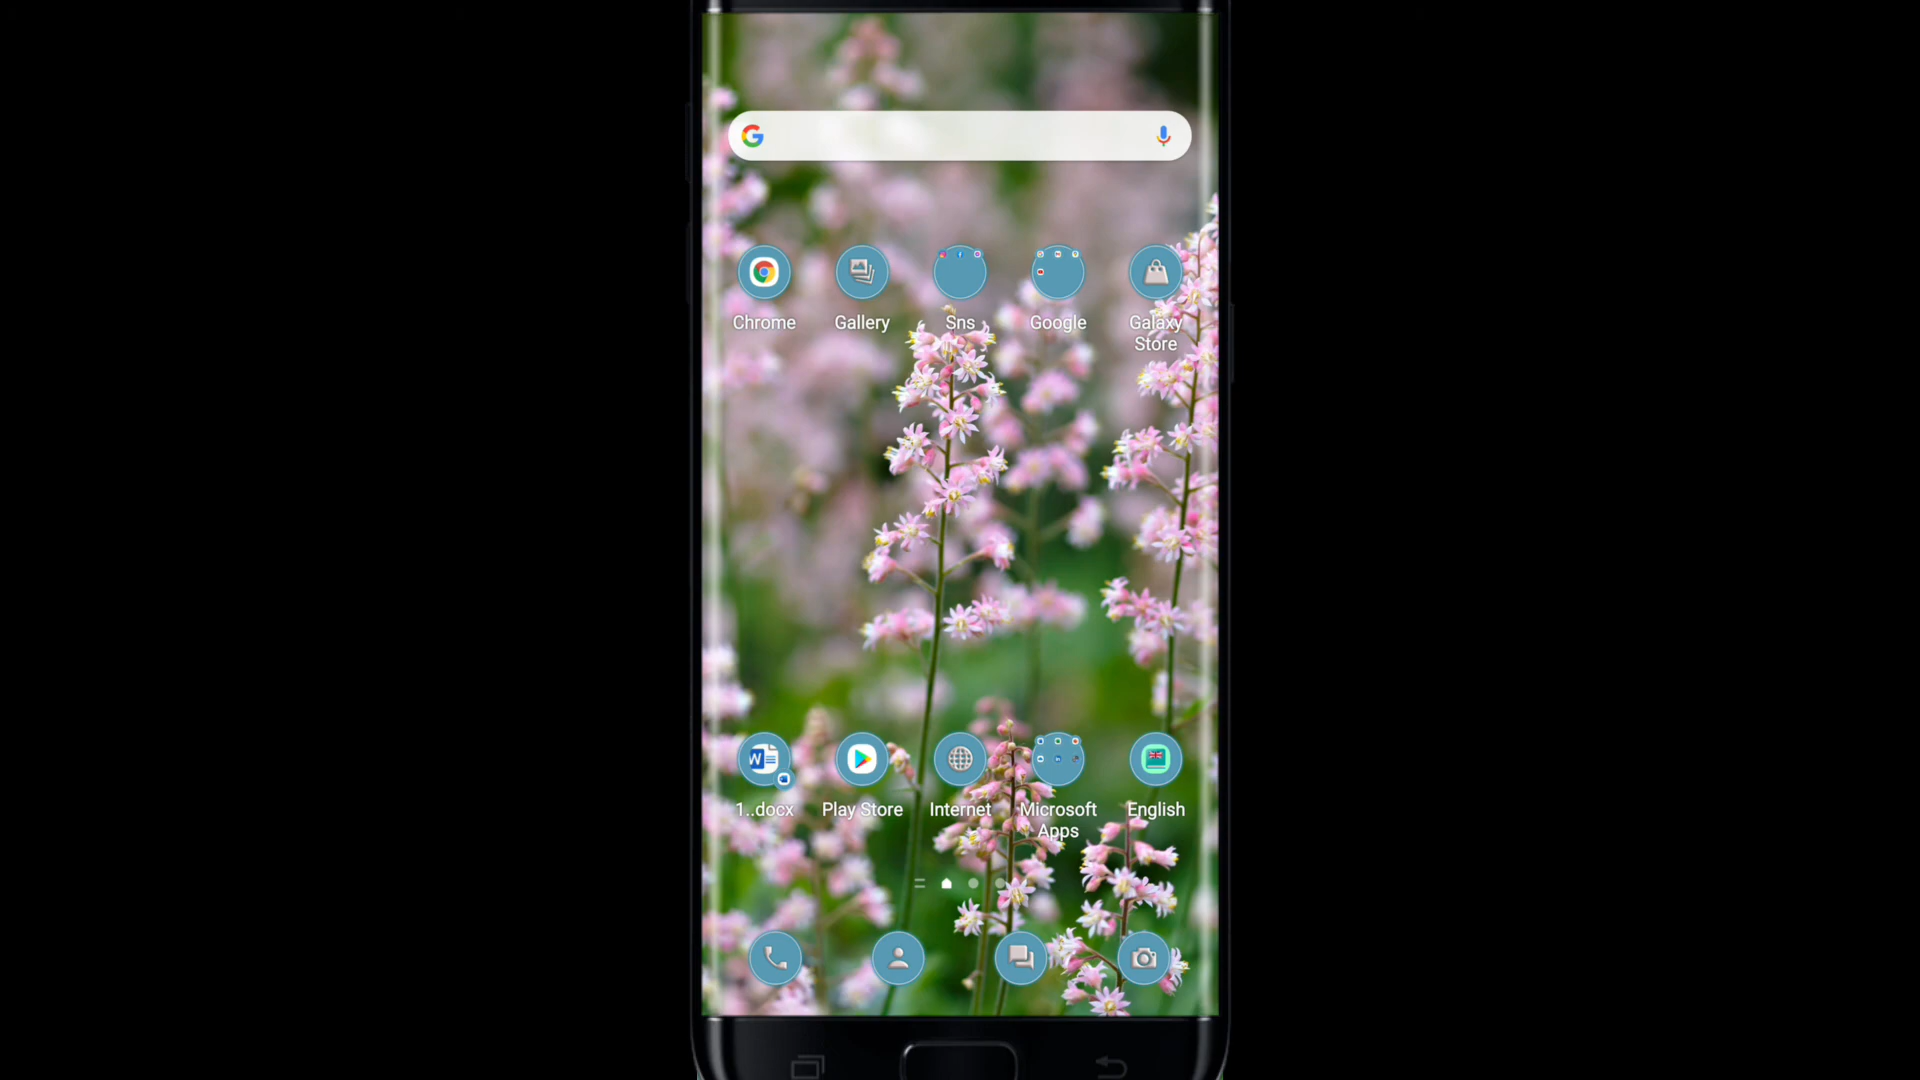 Chrome
Gallery
Sns
Google
Galaxy
Store
1..docx
Play Store
Internet
Microsoft
Apps
English